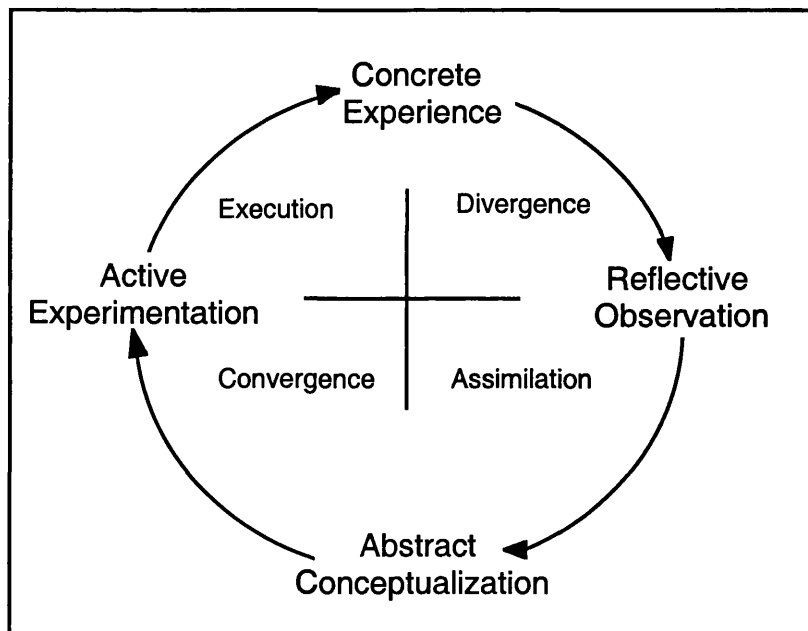 Concrete
Experience
Execution
Divergence
Active
Experimentation
Reflective
Observation
Convergence
Assimilation
Abstract
Conceptualization